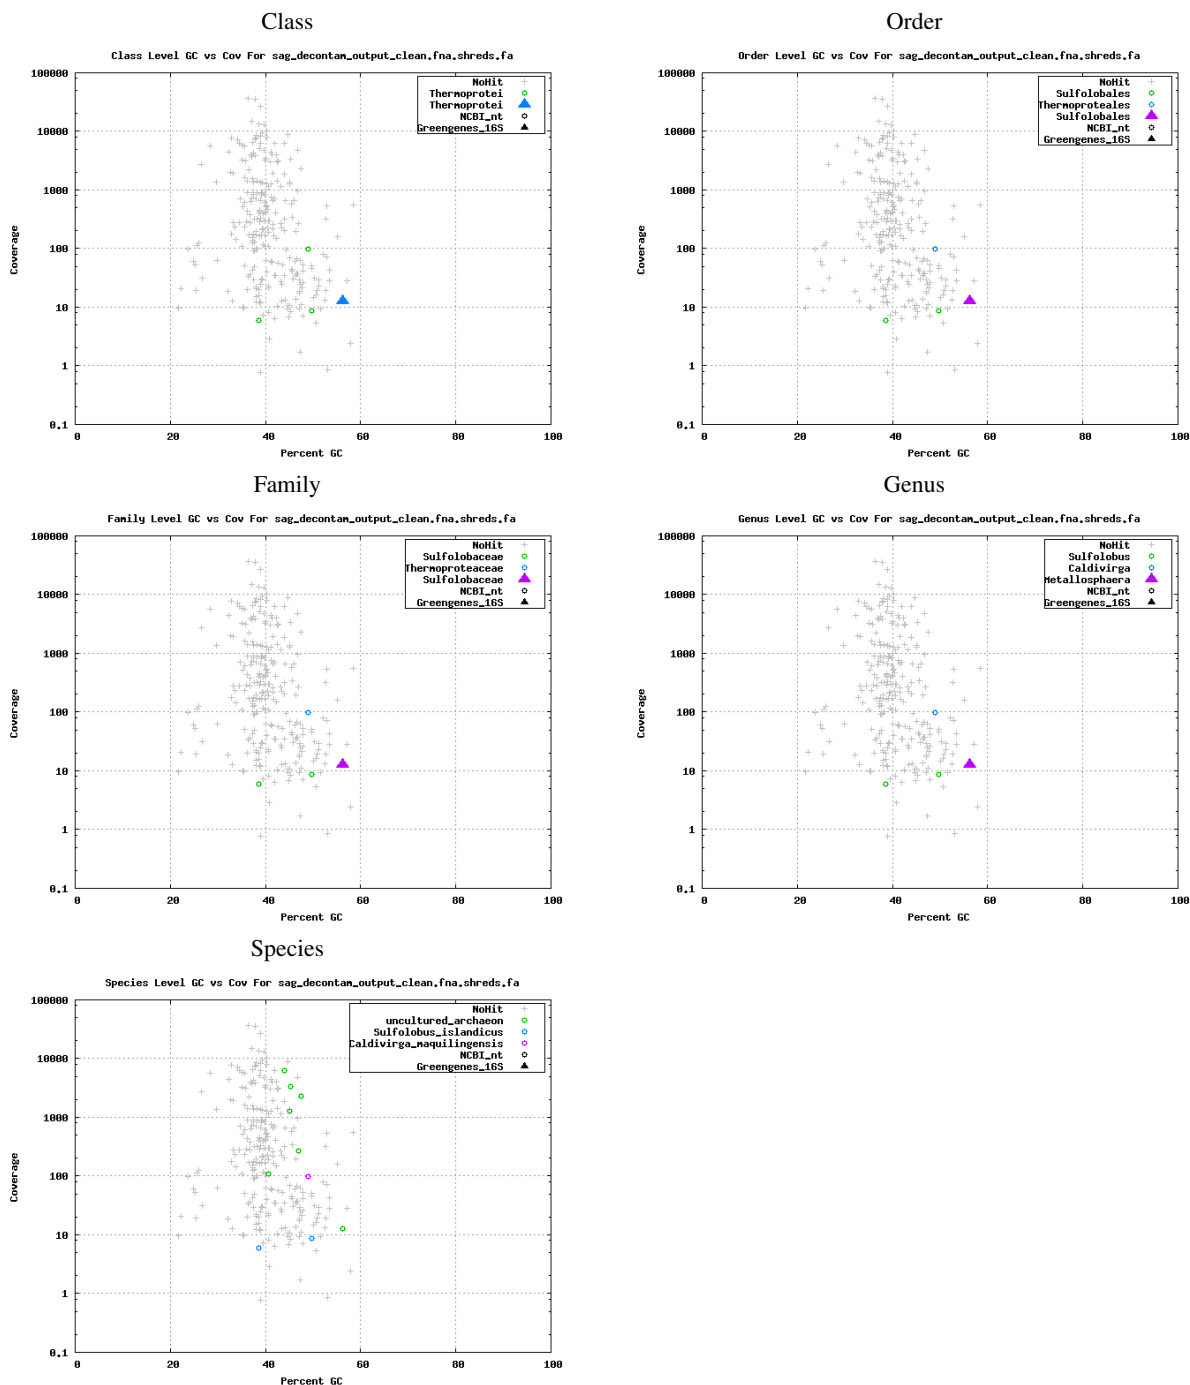 Class
Class Level GC vs Cov For sag_decontam_output_clean.fna.shreds.fa
NoHit
Thermoprotei
Thermoprotei
NCBI_nt
Greengenes_16S
100000
10000
1000
100
10
1
0.1
Coverage
0 20 40 60 80 100
Percent GC
Order
Order Level GC vs Cov For sag_decontam_output_clean.fna.shreds.fa
NoHit
Sulfolobales
Thermoproteales
Sulfolobales
NCBI_nt
Greengenes_16S
100000
10000
1000
100
10
1
0.1
Coverage
0 20 40 60 80 100
Percent GC
Family
Family Level GC vs Cov For sag_decontam_output_clean.fna.shreds.fa
NoHit
Sulfolobaceae
Thermoproteaceae
Sulfolobaceae
NCBI_nt
Greengenes_16S
100000
10000
1000
100
10
1
0.1
Coverage
0 20 40 60 80 100
Percent GC
Genus
Genus Level GC vs Cov For sag_decontam_output_clean.fna.shreds.fa
NoHit
Sulfolobus
Caldivirga
Metallosphaera
NCBI_nt
Greengenes_16S
100000
10000
1000
100
10
1
0.1
Coverage
0 20 40 60 80 100
Percent GC
Species
Species Level GC vs Cov For sag_decontam_output_clean.fna.shreds.fa
NoHit
uncultured_archaeon
Sulfolobus_islandicus
Caldivirga_maquilingensis
NCBI_nt
Greengenes_16S
100000
10000
1000
100
10
1
0.1
Coverage
0 20 40 60 80 100
Percent GC